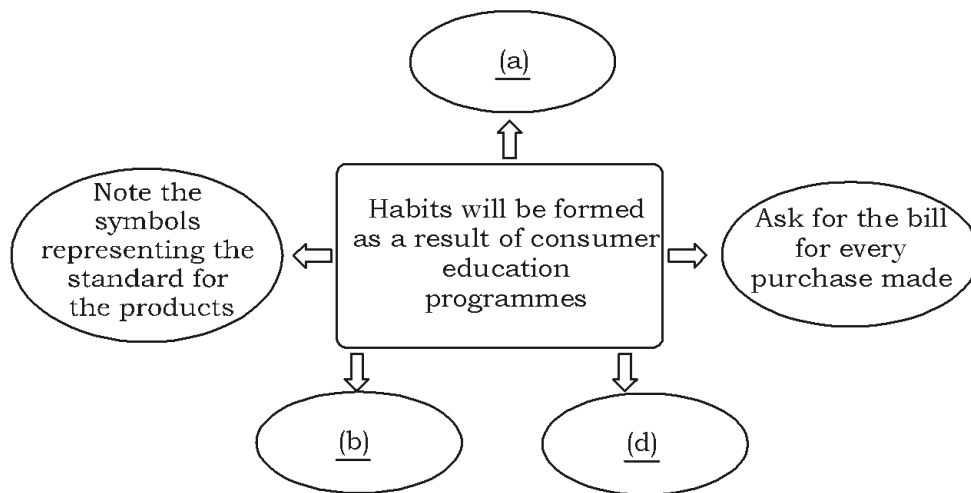 (a)
Note the
symbols
representing the
standard for
the products
Habits will be formed
as a result of consumer
education
programmes
Ask for the bill
for every
purchase made
(b)
(d)